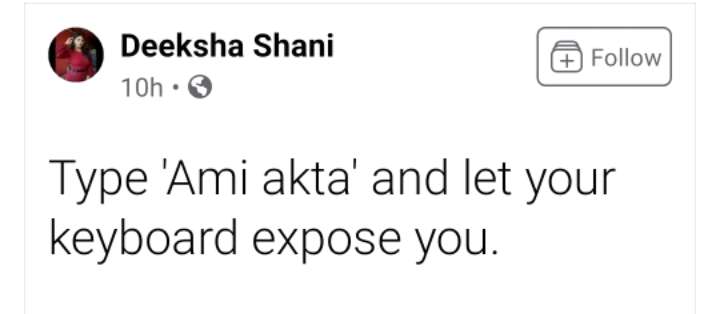 Deeksha Shani
Follow
10h •
Type 'Ami akta' and let your
keyboard expose you.